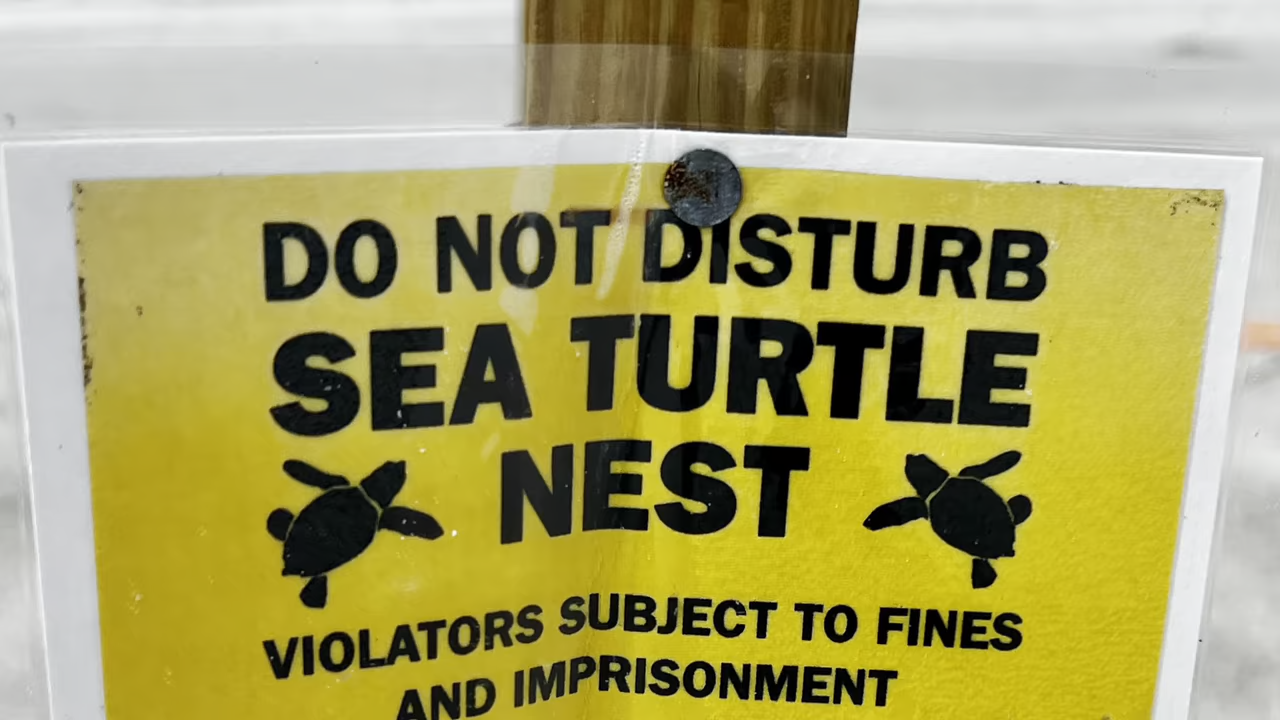 DO NOT DISTURB
SEA TURTLE
NEST
VIOLATORS SUBJECT TO FINES
AND IMPRISONMENT